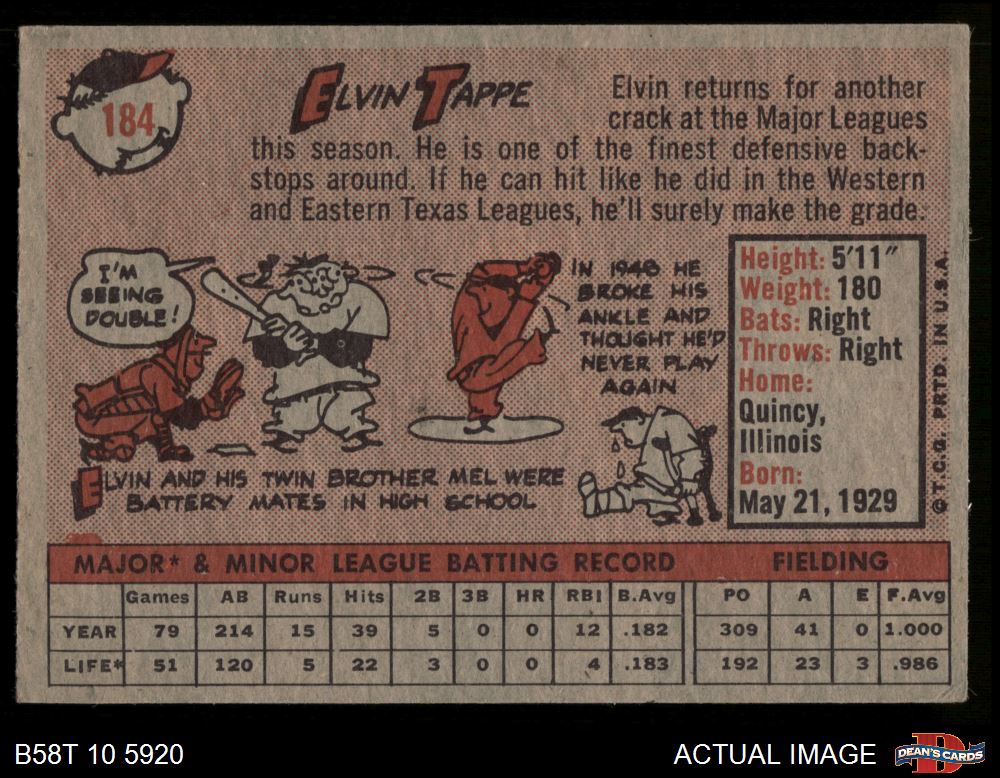 184
ELVIN TAPPE
Elvin returns for another
crack at the Major Leagues
this season. He is one of the finest defensive back-
stops around. If he can hit like he did in the Western
and Eastern Texas Leagues, he'll surely make the grade.
I'M
SEEING
DOUBLE!
IN 1948 HE
BROKE HIS
ANKLE AND
THOUGHT HE'D
NEVER PLAY
AGAIN
ELVIN AND HIS TWIN BROTHER MEL WERE
BATTERY MATES IN HIGH SCHOOL
Height: 5'11"
Weight: 180
Bats: Right
Throws: Right
Home:
Quincy,
Illinois
Born:
May 21, 1929
© T.C.G. PRTD. IN U.S.A.
MAJOR* & MINOR LEAGUE BATTING RECORD FIELDING
Games AB Runs Hits 2B 3B HR RBI B.Avg PO A E F.Avg
YEAR 79 214 15 39 5 0 0 12 .182 309 41 0 1.000
LIFE* 51 120 5 22 3 0 0 4 .183 192 23 3 .986
B58T 10 5920 ACTUAL IMAGE
DEAN'S CARDS